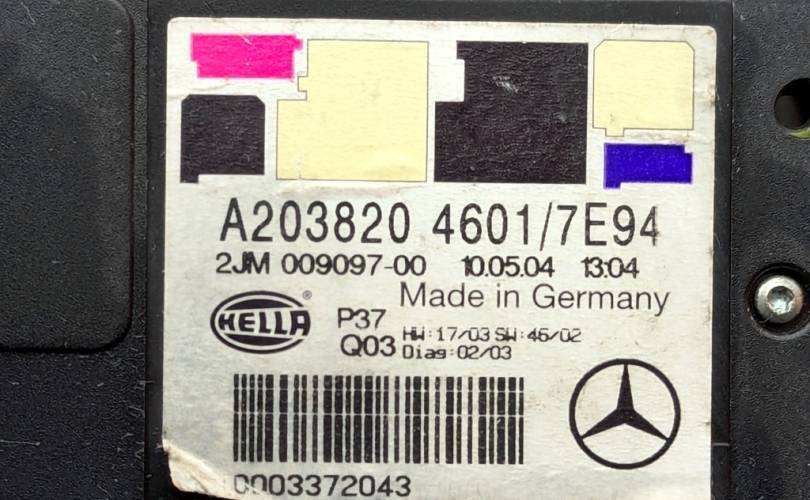 A203820 4601/7E94
2JM 009097-00 10.05.04 13:04
Made in Germany
HELLA ® P37
HW:17/03 SW:45/02
Q03 Diag:02/03
0003372043